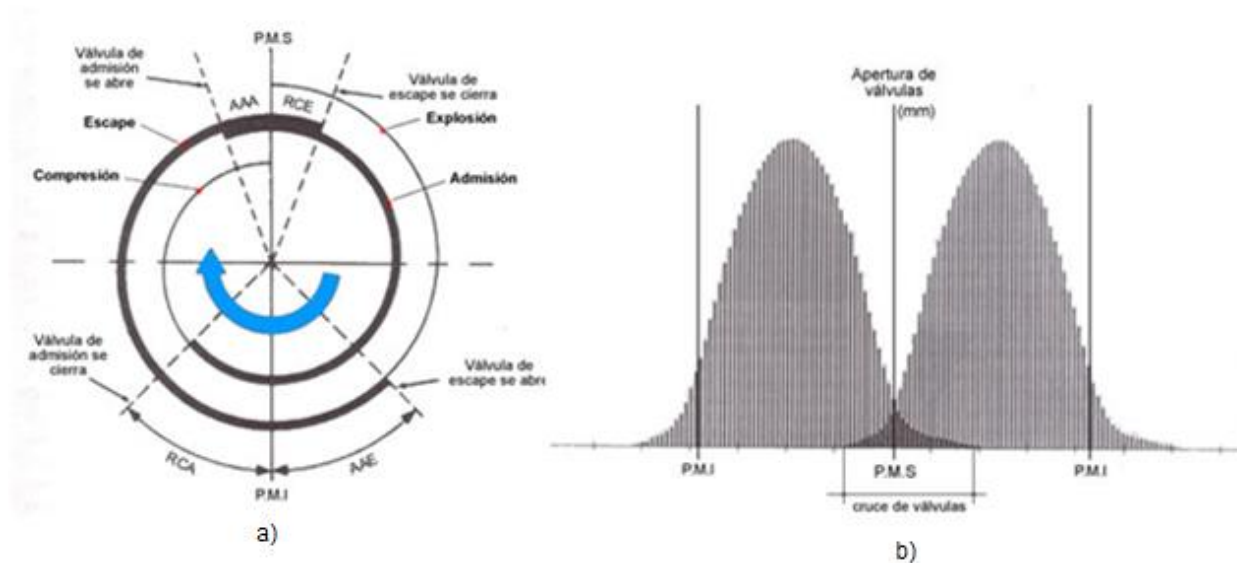 P.M.S
Válvula de
admisión
se abre
AAA
RCE
Válvula de
escape se cierra
Escape
Explosión
Compresión
Admisión
Válvula de
admisión se
cierra
Válvula de
escape se abre
RCA
AAE
P.M.I
a)
Apertura de
válvulas
(mm)
P.M.I
P.M.S
P.M.I
cruce de válvulas
b)